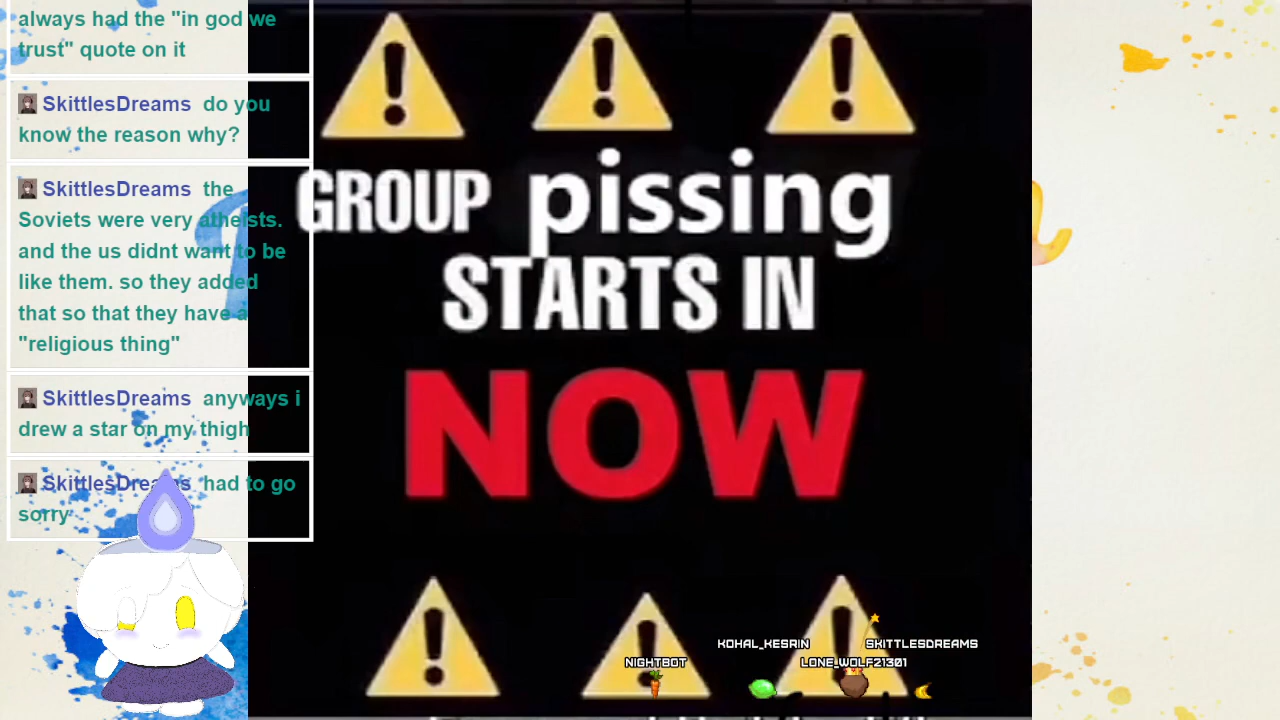 always had the "in god we
trust" quote on it
SkittlesDreams do you
know the reason why?
SkittlesDreams the
Soviets were very atheists.
and the us didnt want to be
like them. so they added
that so that they have a
"religious thing"
SkittlesDreams anyways i
drew a star on my thigh
SkittlesDreams had to go
sorry
GROUP pissing
STARTS IN
NOW
KOHAL_KESRIN
SKITTLESDREAMS
NIGHTBOT
LONE_WOLF21301